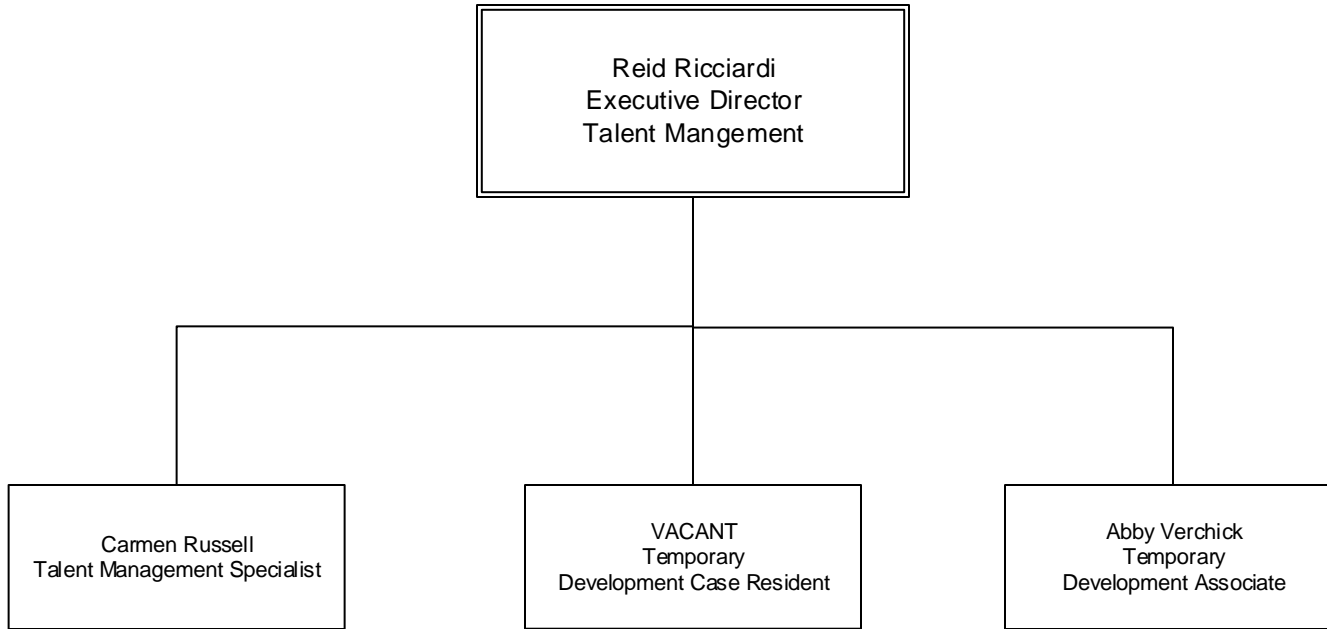 Reid Ricciardi
Executive Director
Talent Mangement
Carmen Russell
Talent Management Specialist
VACANT
Temporary
Development Case Resident
Abby Verchick
Temporary
Development Associate